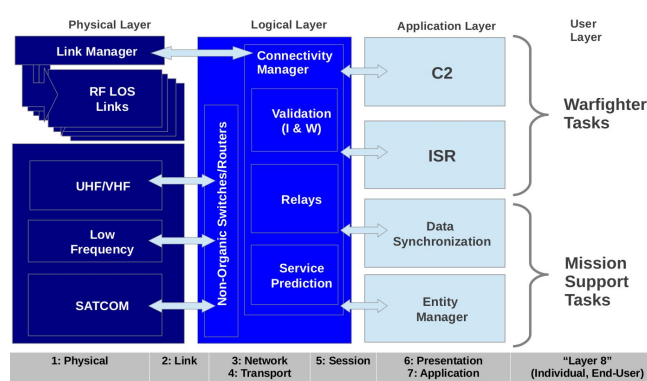 Physical Layer
Logical Layer
Application Layer
User
Layer
Link Manager
RF LOS
Links
UHF/VHF
Low
Frequency
SATCOM
Non-Organic Switches/Routers
Connectivity
Manager
Validation
(I & W)
Relays
Service
Prediction
C2
ISR
Data
Synchronization
Entity
Manager
Warfighter
Tasks
Mission
Support
Tasks
1: Physical
2: Link
3: Network
4: Transport
5: Session
6: Presentation
7: Application
“Layer 8”
(Individual, End-User)